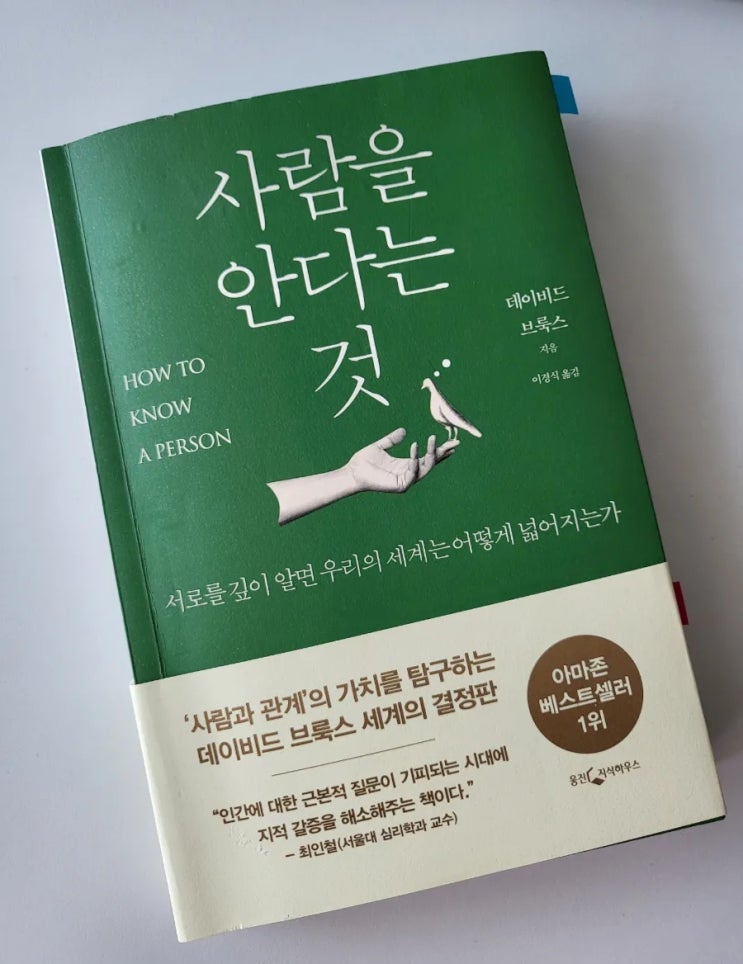 사람을
안다는
것
HOW TO
KNOW
A PERSON
데이비드
브룩스
지음
이경식 옮김
서로를 깊이 알면 우리의 세계는 어떻게 넓어지는가
‘사람과 관계’의 가치를 탐구하는
데이비드 브룩스 세계의 결정판
“인간에 대한 근본적 질문이 기피되는 시대에
지적 갈증을 해소해주는 책이다.”
– 최인철(서울대 심리학과 교수)
아마존
베스트셀러
1위
웅진 지식하우스